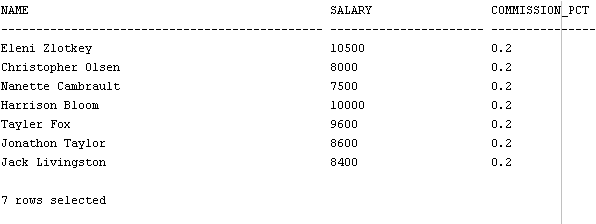 NAME SALARY COMMISSION_PCT
---------------------------------------------- ---------------------- ---------------
Eleni Zlotkey 10500 0.2
Christopher Olsen 8000 0.2
Nanette Cambrault 7500 0.2
Harrison Bloom 10000 0.2
Tayler Fox 9600 0.2
Jonathon Taylor 8600 0.2
Jack Livingston 8400 0.2
7 rows selected